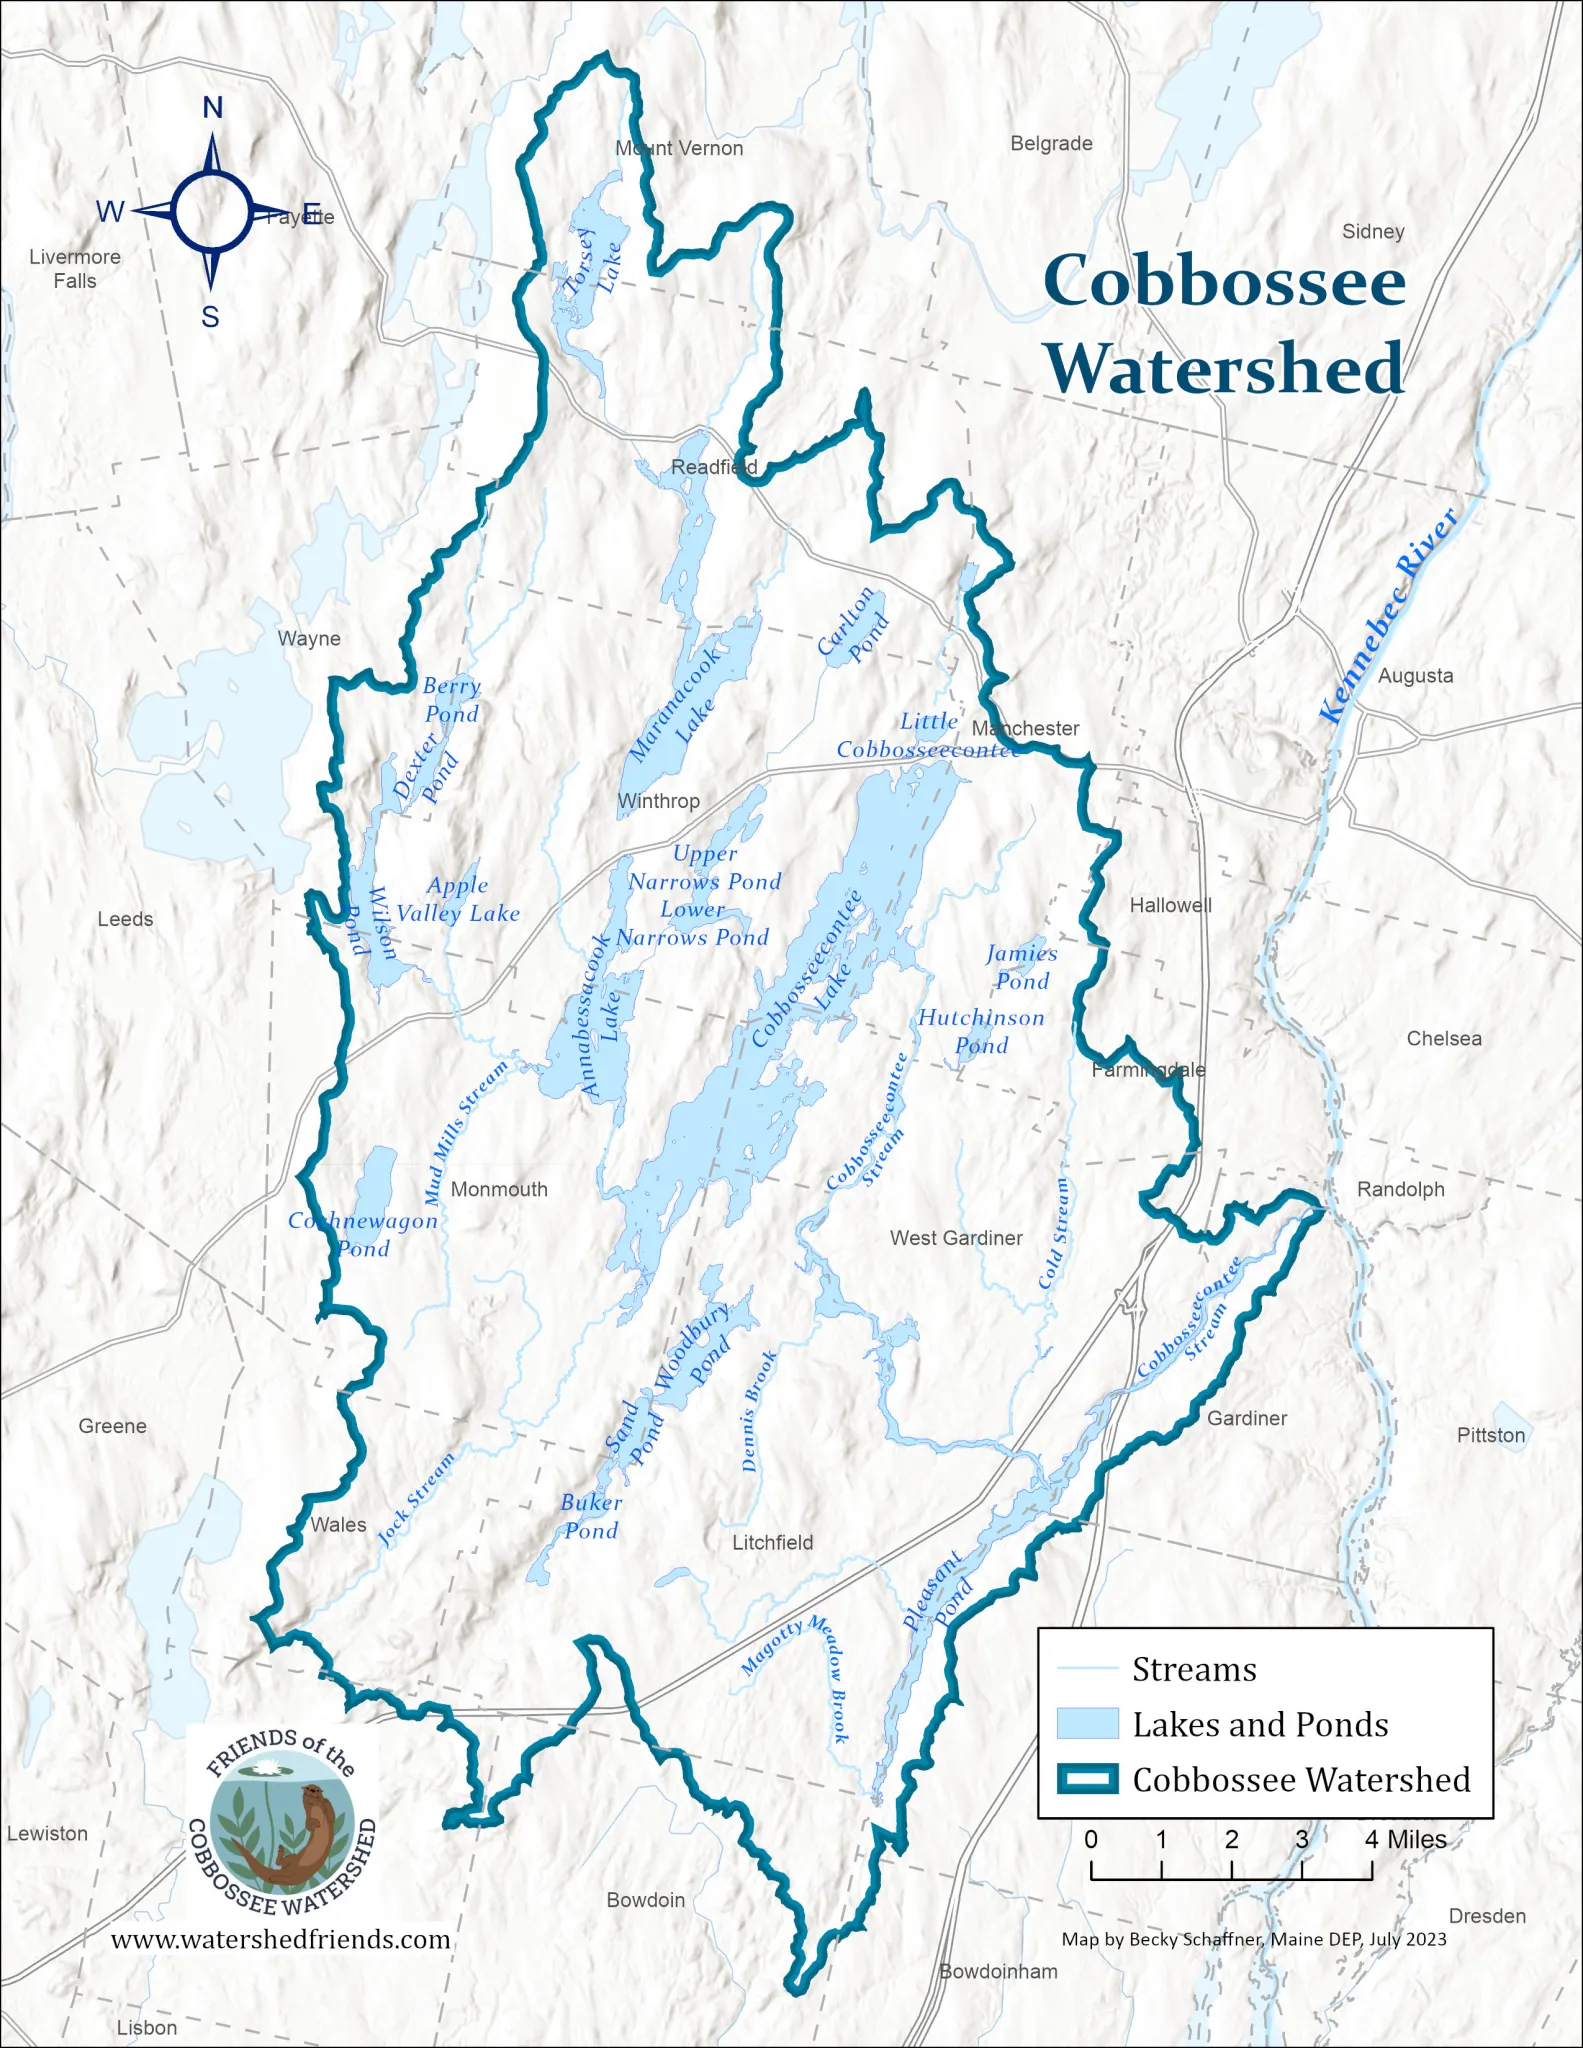 N
W
E
S
Mount Vernon
Belgrade
Fayette
Sidney
Livermore
Falls
Cobbossee
Watershed
Torsey
Lake
Readfield
Kennebec River
Wayne
Carlton
Pond
Augusta
Berry
Pond
Maranacook
Lake
Little
Cobbosseecontee
Manchester
Dexter
Pond
Winthrop
Upper
Narrows Pond
Lower
Narrows Pond
Apple
Valley Lake
Wilson
Pond
Leeds
Hallowell
Cobbosseecontee
Lake
Annabessacook
Lake
Jamies
Pond
Hutchinson
Pond
Chelsea
Farmingdale
Mud Mills Stream
Cobbosseecontee
Stream
Monmouth
Randolph
Cochnewagon
Pond
West Gardiner
Cold Stream
Cobbosseecontee
Stream
Woodbury
Pond
Dennis Brook
Greene
Gardiner
Pittston
Sand
Pond
Jock Stream
Buker
Pond
Wales
Litchfield
Pleasant
Pond
Magotty Meadow Brook
Streams
Lakes and Ponds
Cobbossee Watershed
0 1 2 3 4 Miles
FRIENDS of the
COBBOSSEE WATERSHED
Lewiston
Bowdoin
Dresden
www.watershedfriends.com
Map by Becky Schaffner, Maine DEP, July 2023
Bowdoinham
Lisbon